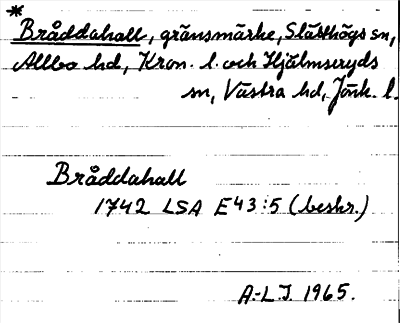 *
Bråddahall, gränsmärke, Slätthögs sn,
Allbo hd, Kron. l. och Hjälmseryds
sn, Västra hd, Jönk. l.
Bråddahall
1742 LSA E43:5 (beskr.)
A.-L.J. 1965.